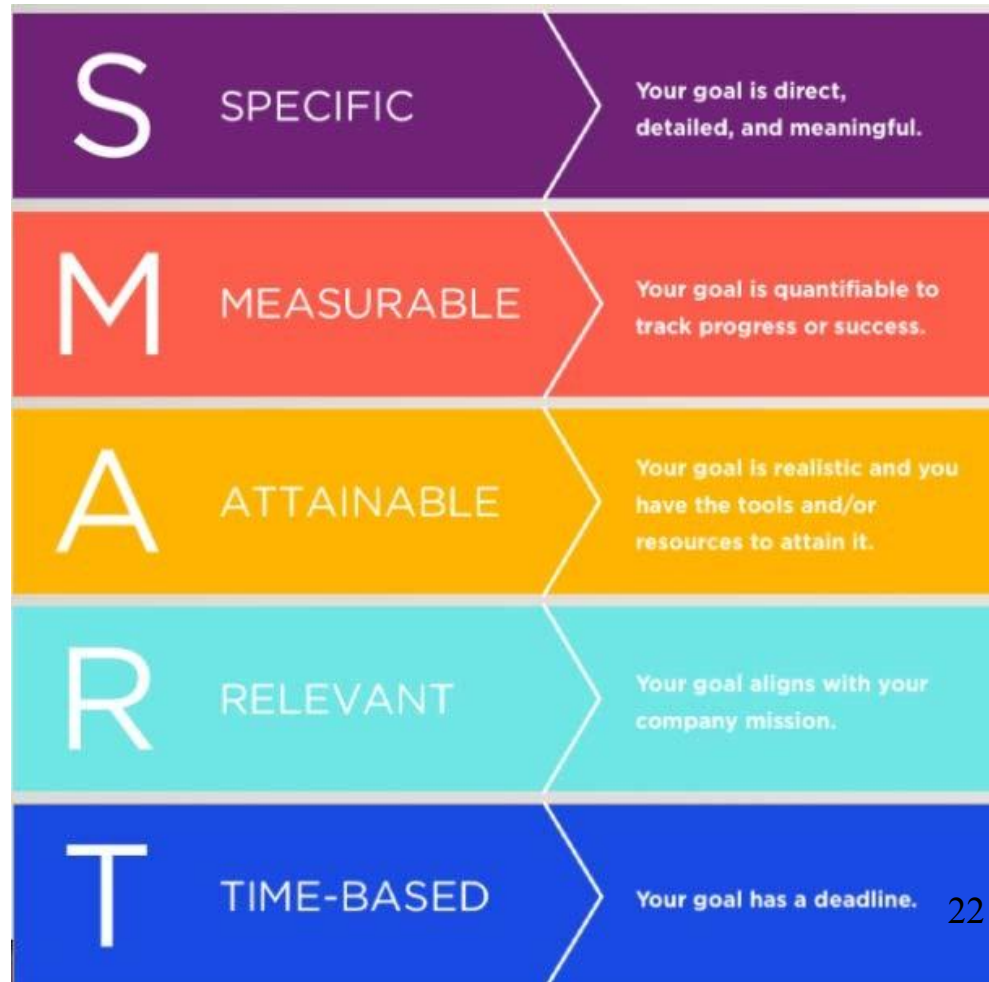 S SPECIFIC
Your goal is direct,
detailed, and meaningful.
M MEASURABLE
Your goal is quantifiable to
track progress or success.
A ATTAINABLE
Your goal is realistic and you
have the tools and/or
resources to attain it.
R RELEVANT
Your goal aligns with your
company mission.
T TIME-BASED
Your goal has a deadline.
22